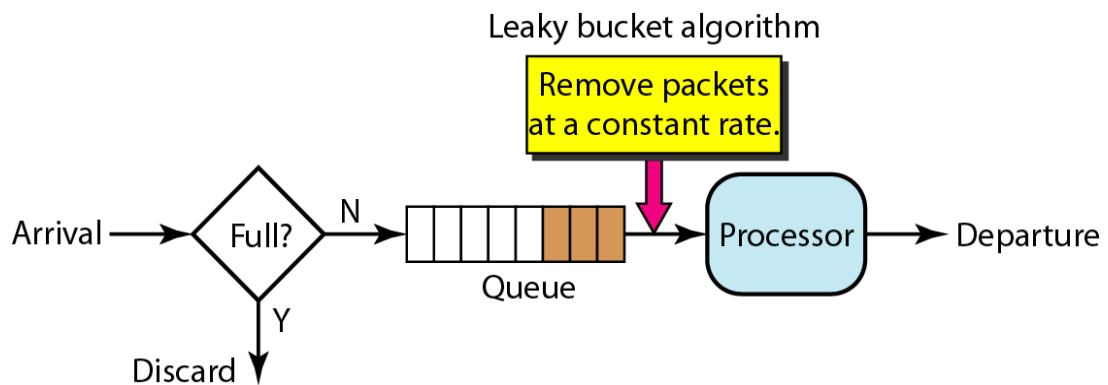 Leaky bucket algorithm
Remove packets
at a constant rate.
Arrival
Full?
N
Y
Discard
Queue
Processor
Departure